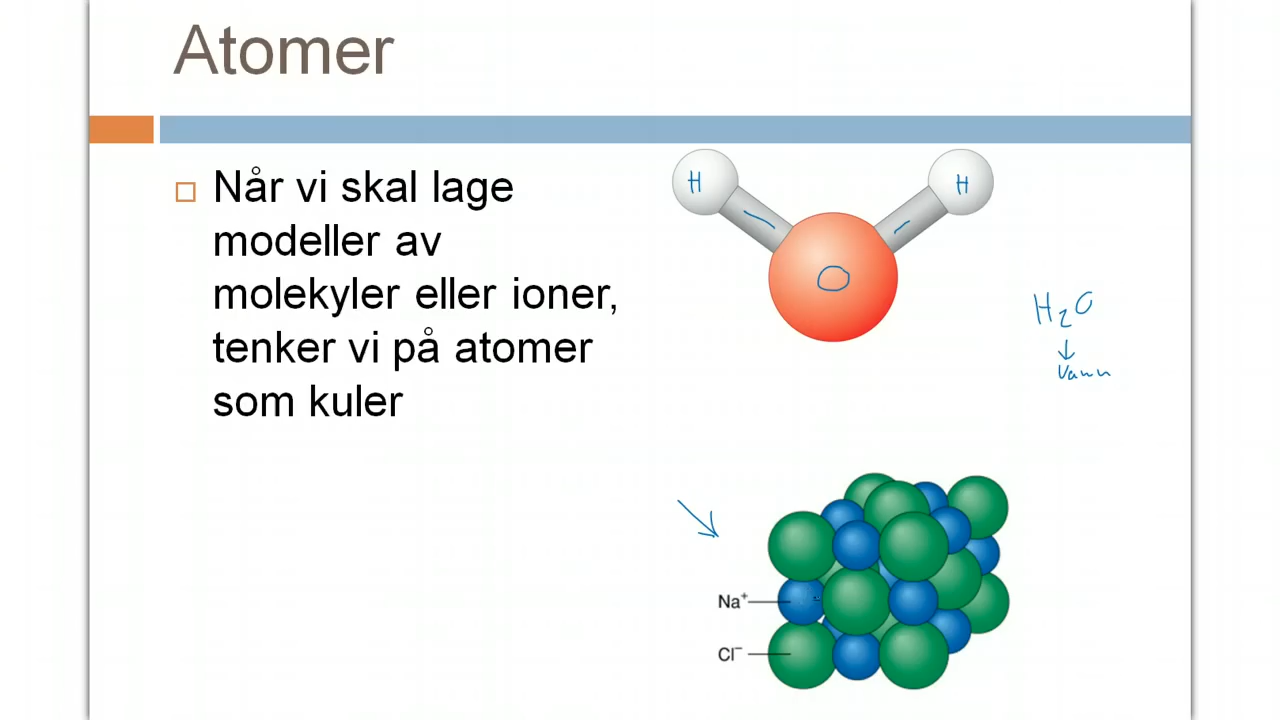 Atomer
Når vi skal lage
modeller av
molekyler eller ioner,
tenker vi på atomer
som kuler
H
H
O
H₂O
↓
Vann
Na⁺
Cl⁻